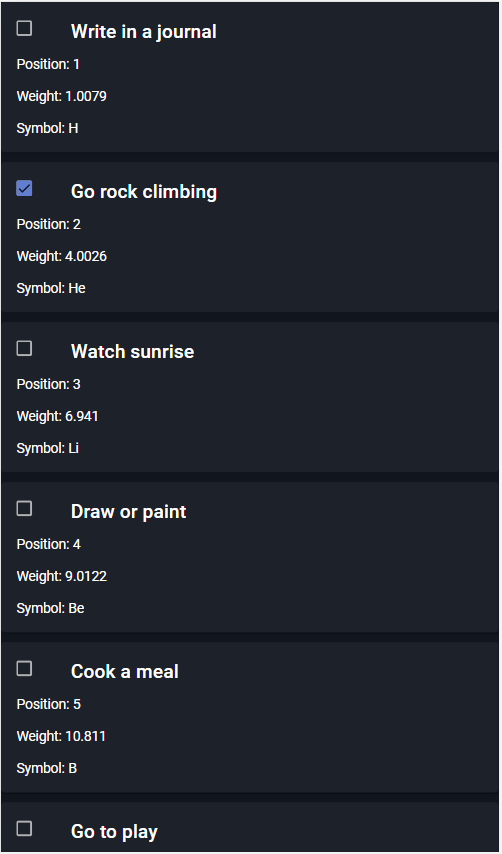 Write in a journal
Position: 1
Weight: 1.0079
Symbol: H
Go rock climbing
Position: 2
Weight: 4.0026
Symbol: He
Watch sunrise
Position: 3
Weight: 6.941
Symbol: Li
Draw or paint
Position: 4
Weight: 9.0122
Symbol: Be
Cook a meal
Position: 5
Weight: 10.811
Symbol: B
Go to play